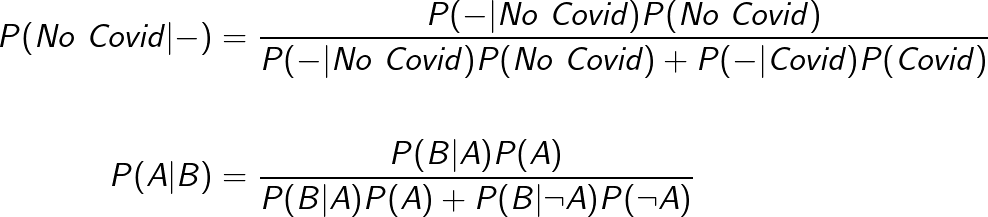 P(No Covid|−) = P(−|No Covid)P(No Covid) / P(−|No Covid)P(No Covid) + P(−|Covid)P(Covid)
P(A|B) = P(B|A)P(A) / P(B|A)P(A) + P(B|¬A)P(¬A)